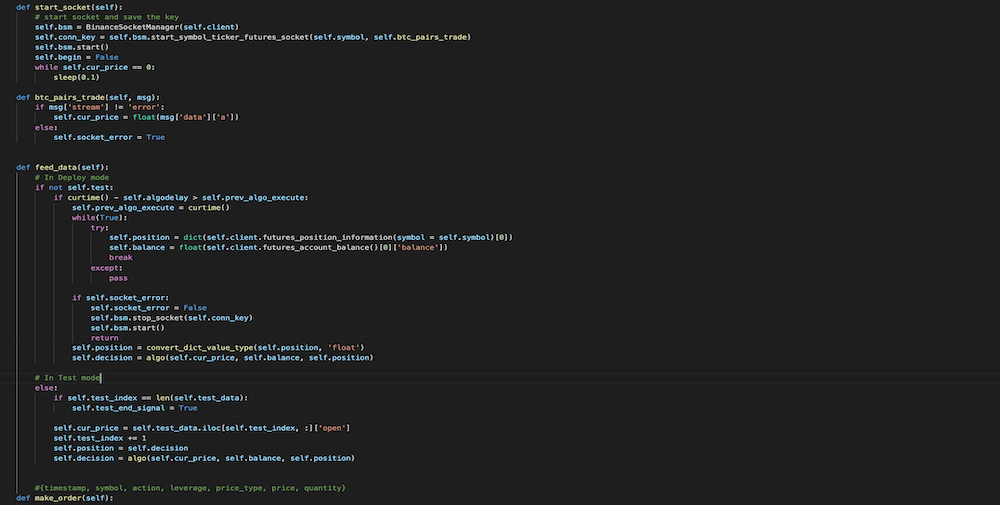 def start_socket(self):
# start socket and save the key
self.bsm = BinanceSocketManager(self.client)
self.conn_key = self.bsm.start_symbol_ticker_futures_socket(self.symbol, self.btc_pairs_trade)
self.bsm.start()
self.begin = False
while self.cur_price == 0:
sleep(0.1)
def btc_pairs_trade(self, msg):
if msg['stream'] != 'error':
self.cur_price = float(msg['data']['a'])
else:
self.socket_error = True
def feed_data(self):
# In Deploy mode
if not self.test:
if curtime() - self.algodelay > self.prev_algo_execute:
self.prev_algo_execute = curtime()
while(True):
try:
self.position = dict(self.client.futures_position_information(symbol = self.symbol)[0])
self.balance = float(self.client.futures_account_balance()[0]['balance'])
break
except:
pass
if self.socket_error:
self.socket_error = False
self.bsm.stop_socket(self.conn_key)
self.bsm.start()
return
self.position = convert_dict_value_type(self.position, 'float')
self.decision = algo(self.cur_price, self.balance, self.position)
# In Test mode
else:
if self.test_index == len(self.test_data):
self.test_end_signal = True
self.cur_price = self.test_data.iloc[self.test_index, :]['open']
self.test_index += 1
self.position = self.decision
self.decision = algo(self.cur_price, self.balance, self.position)
#{timestamp, symbol, action, leverage, price_type, price, quantity}
def make_order(self):